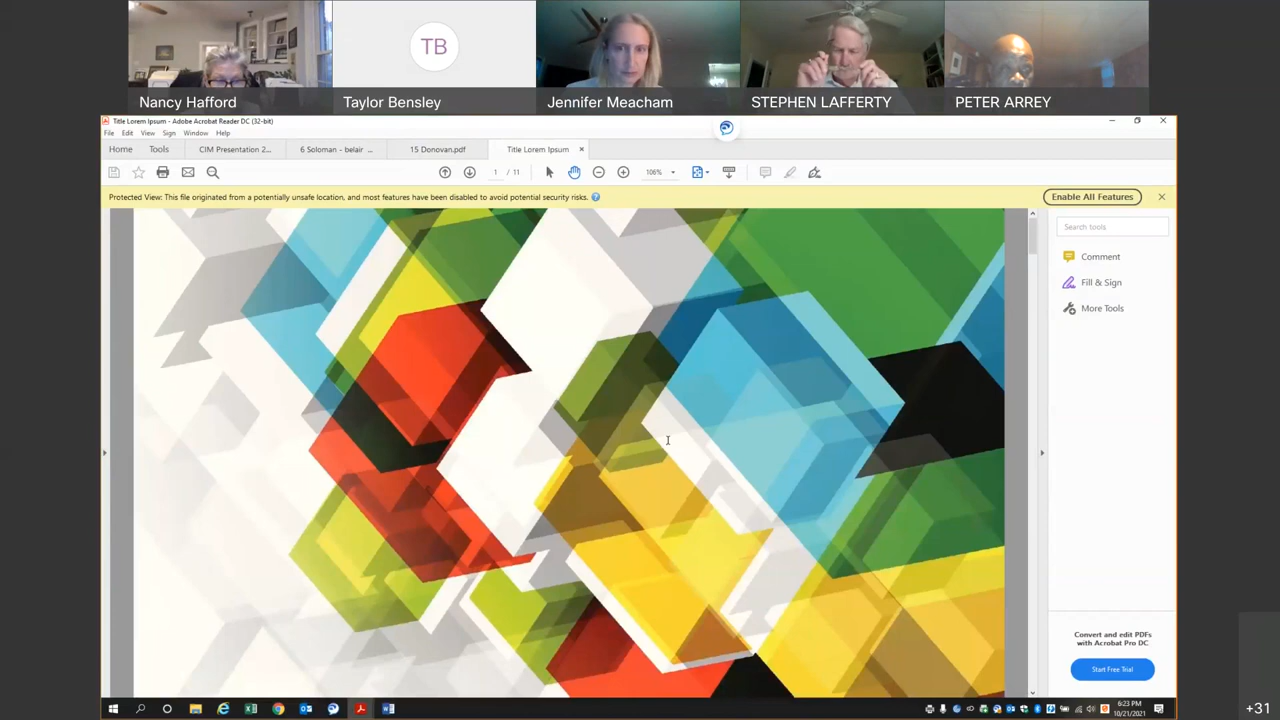 TB
Nancy Hafford
Taylor Bensley
Jennifer Meacham
STEPHEN LAFFERTY
PETER ARREY
Title Lorem Ipsum - Adobe Acrobat Reader DC (32-bit)
File Edit View Sign Window Help
Home Tools CIM Presentation 2... 6 Soloman - belair ... 15 Donovan.pdf Title Lorem Ipsum ×
1 / 11 106%
Protected View: This file originated from a potentially unsafe location, and most features have been disabled to avoid potential security risks. ?
Enable All Features
Search tools
Comment
Fill & Sign
More Tools
Convert and edit PDFs
with Acrobat Pro DC
Start Free Trial
6:23 PM
10/21/2021
+31